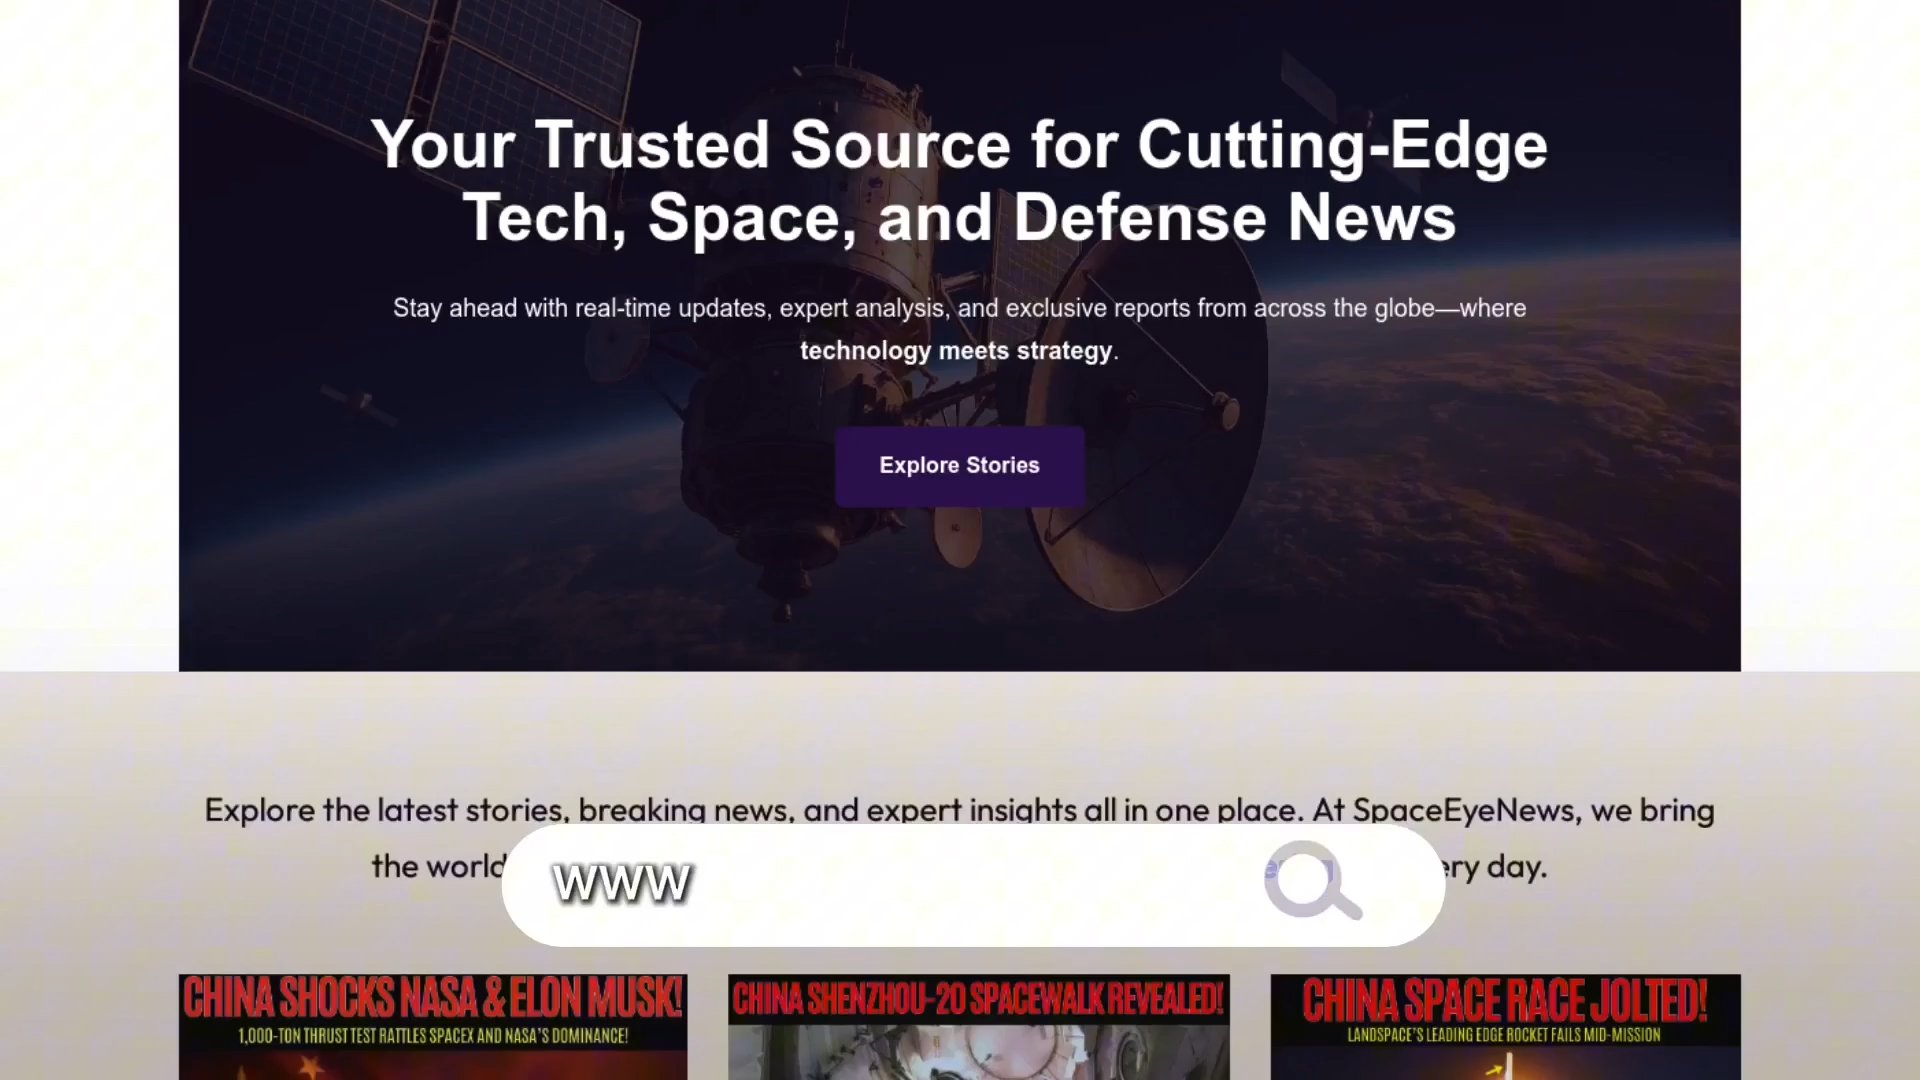 Your Trusted Source for Cutting-Edge
Tech, Space, and Defense News
Stay ahead with real-time updates, expert analysis, and exclusive reports from across the globe—where
technology meets strategy.
Explore Stories
Explore the latest stories, breaking news, and expert insights all in one place. At SpaceEyeNews, we bring
the world ery day.
www
CHINA SHOCKS NASA & ELON MUSK!
1,000-TON THRUST TEST RATTLES SPACEX AND NASA'S DOMINANCE!
CHINA SHENZHOU-20 SPACEWALK REVEALED!
CHINA SPACE RACE JOLTED!
LANDSPACE'S LEADING EDGE ROCKET FAILS MID-MISSION